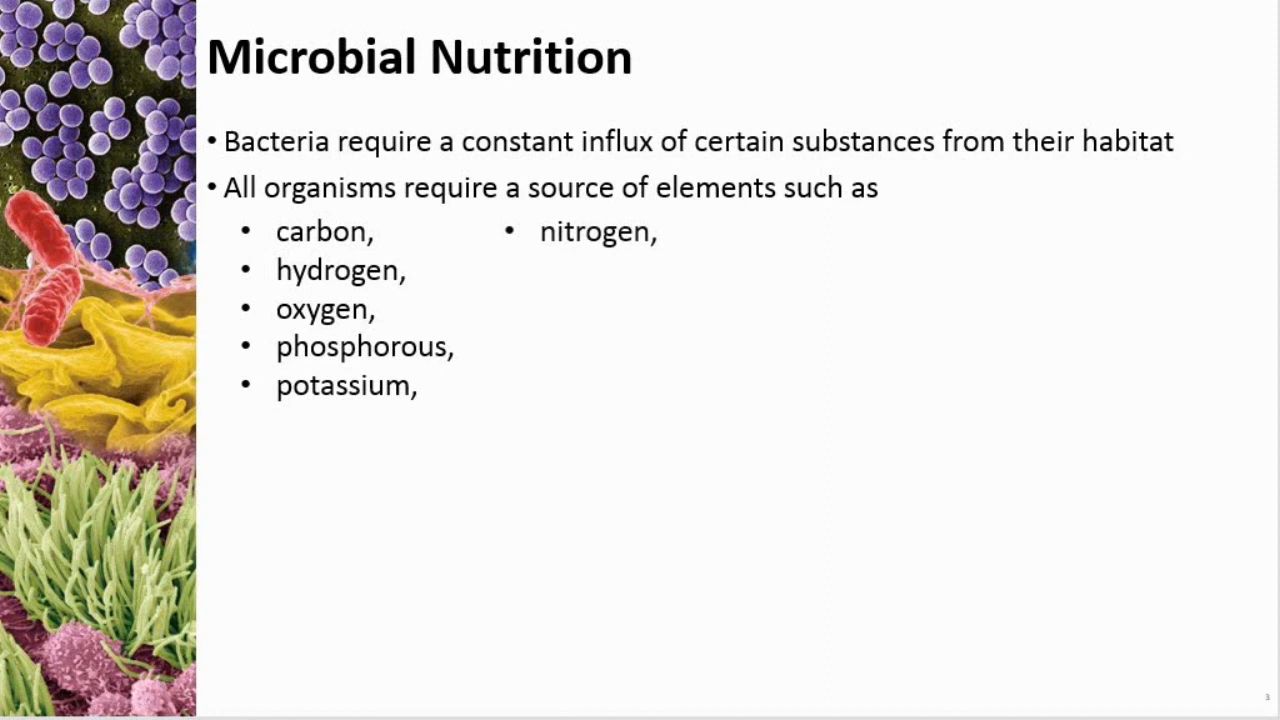 Microbial Nutrition
• Bacteria require a constant influx of certain substances from their habitat
• All organisms require a source of elements such as
• carbon,
• hydrogen,
• oxygen,
• phosphorous,
• potassium,
• nitrogen,
3